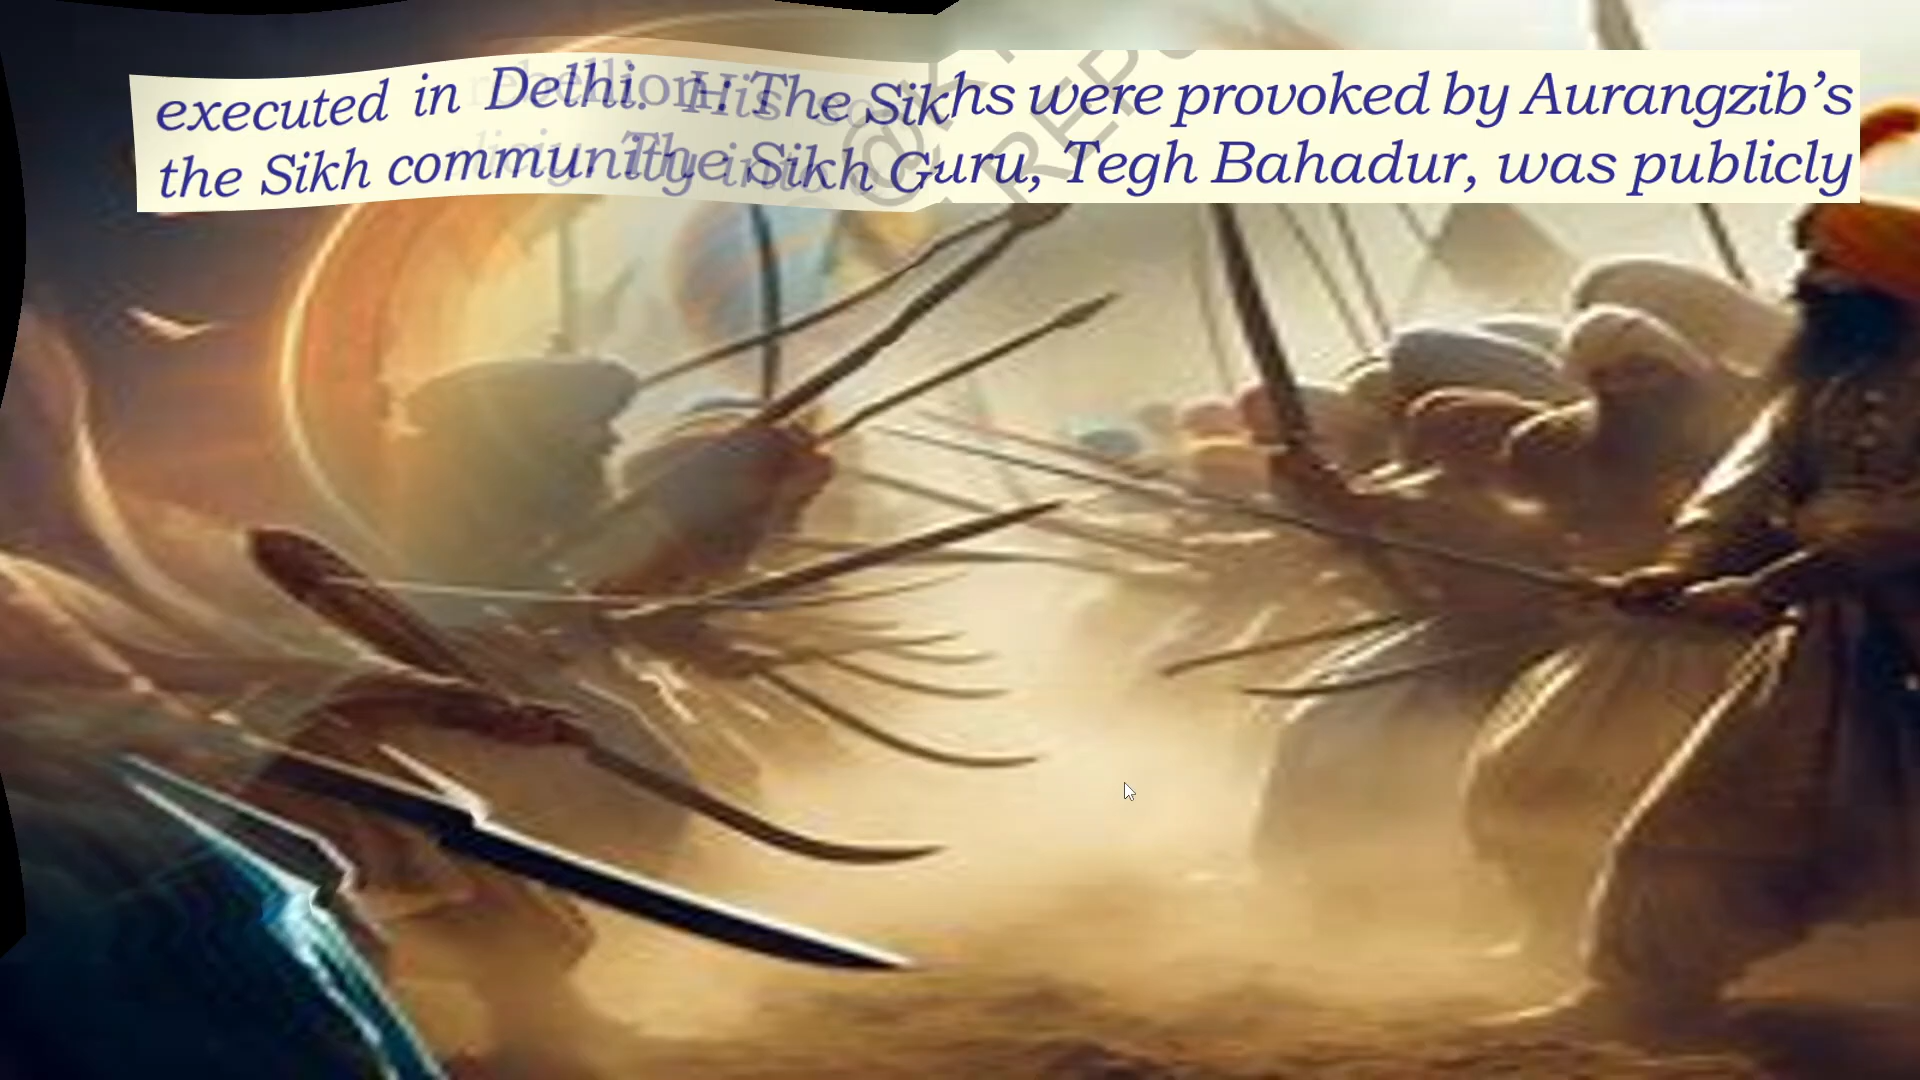 executed in Delhi. The Sikhs were provoked by Aurangzib’s
the Sikh community. The Sikh Guru, Tegh Bahadur, was publicly